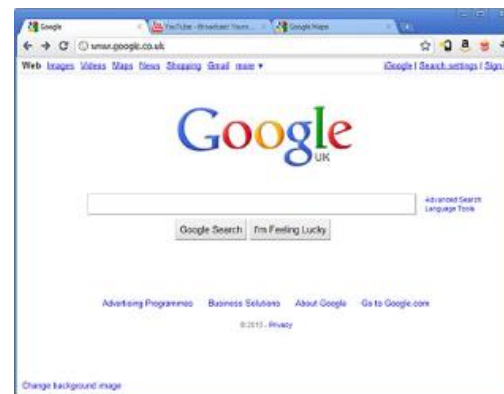 Google YouTube - Broadcast Yours... Google Maps
www.google.co.uk
Web Images Videos Maps News Shopping Gmail more ▼ iGoogle | Search settings | Sign
Google
UK
Advanced Search
Language Tools
Google Search I'm Feeling Lucky
Advertising Programmes Business Solutions About Google Go to Google.com
© 2010 - Privacy
Change background image